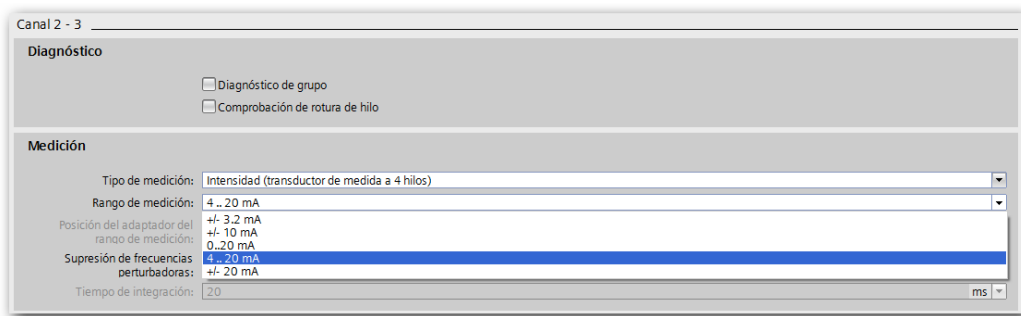 Canal 2 - 3
Diagnóstico
Diagnóstico de grupo
Comprobación de rotura de hilo
Medición
Tipo de medición: Intensidad (transductor de medida a 4 hilos)
Rango de medición: 4 .. 20 mA
+/- 3.2 mA
Posición del adaptador del
+/- 10 mA
rango de medición:
0..20 mA
Supresión de frecuencias 4 .. 20 mA
perturbadoras: +/- 20 mA
Tiempo de integración: 20 ms